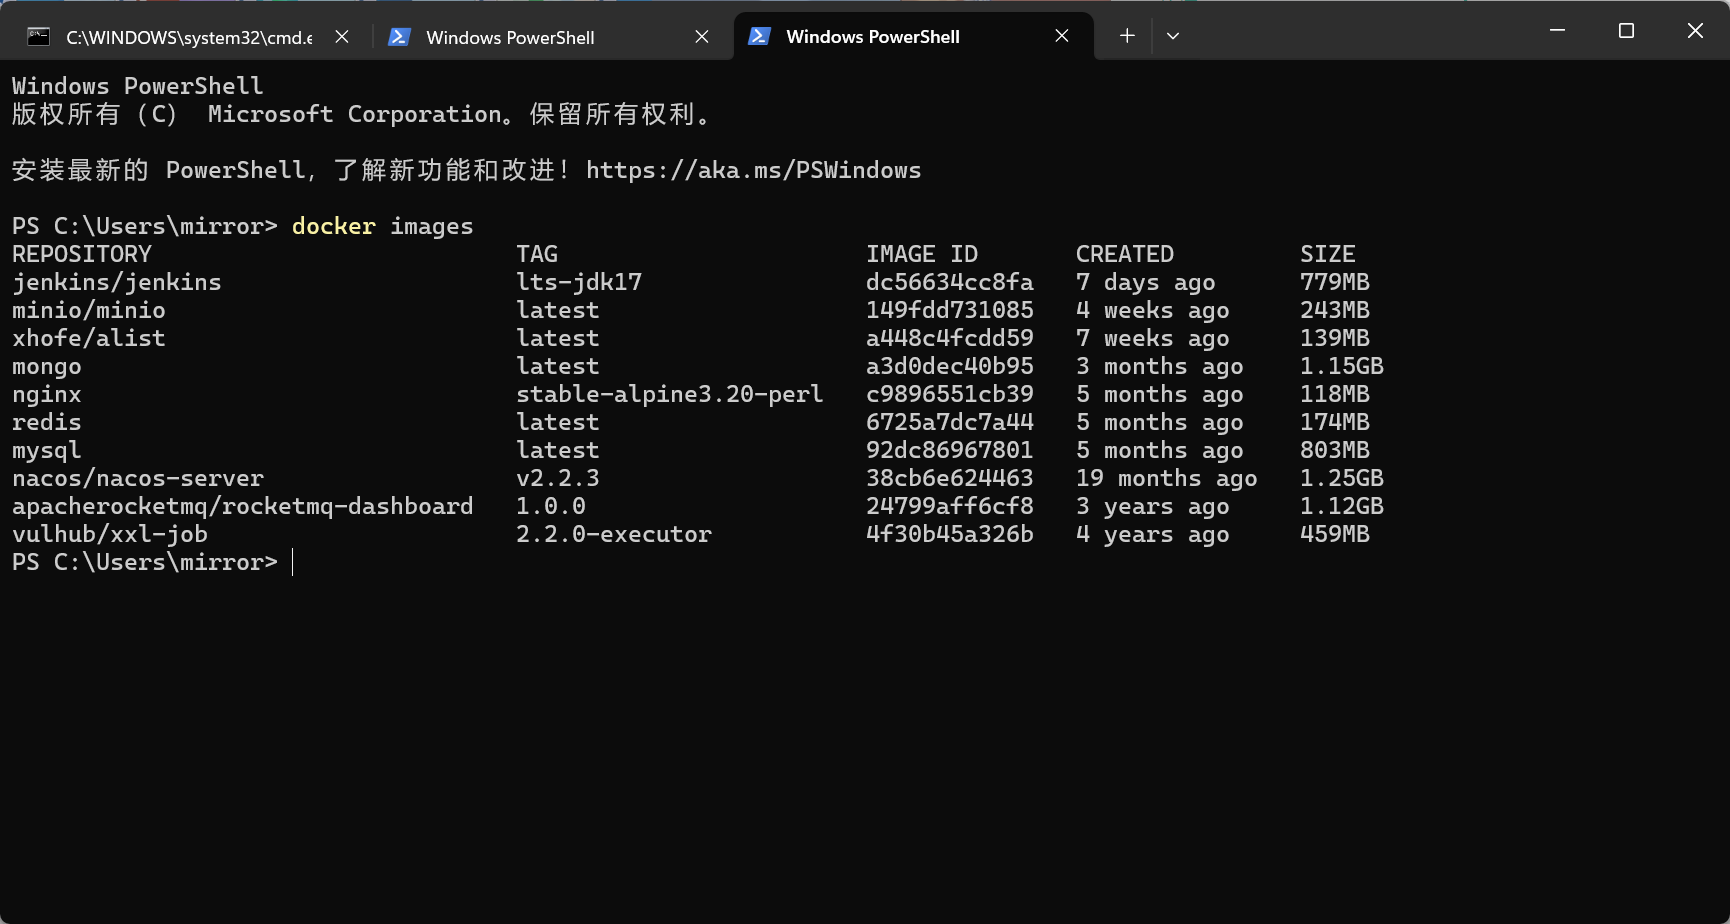 C:\WINDOWS\system32\cmd.e
Windows PowerShell
Windows PowerShell
Windows PowerShell
版权所有（C） Microsoft Corporation。保留所有权利。
安装最新的 PowerShell，了解新功能和改进！https://aka.ms/PSWindows
PS C:\Users\mirror> docker images
REPOSITORY TAG IMAGE ID CREATED SIZE
jenkins/jenkins lts-jdk17 dc56634cc8fa 7 days ago 779MB
minio/minio latest 149fdd731085 4 weeks ago 243MB
xhofe/alist latest a448c4fcdd59 7 weeks ago 139MB
mongo latest a3d0dec40b95 3 months ago 1.15GB
nginx stable-alpine3.20-perl c9896551cb39 5 months ago 118MB
redis latest 6725a7dc7a44 5 months ago 174MB
mysql latest 92dc86967801 5 months ago 803MB
nacos/nacos-server v2.2.3 38cb6e624463 19 months ago 1.25GB
apacherocketmq/rocketmq-dashboard 1.0.0 24799aff6cf8 3 years ago 1.12GB
vulhub/xxl-job 2.2.0-executor 4f30b45a326b 4 years ago 459MB
PS C:\Users\mirror>